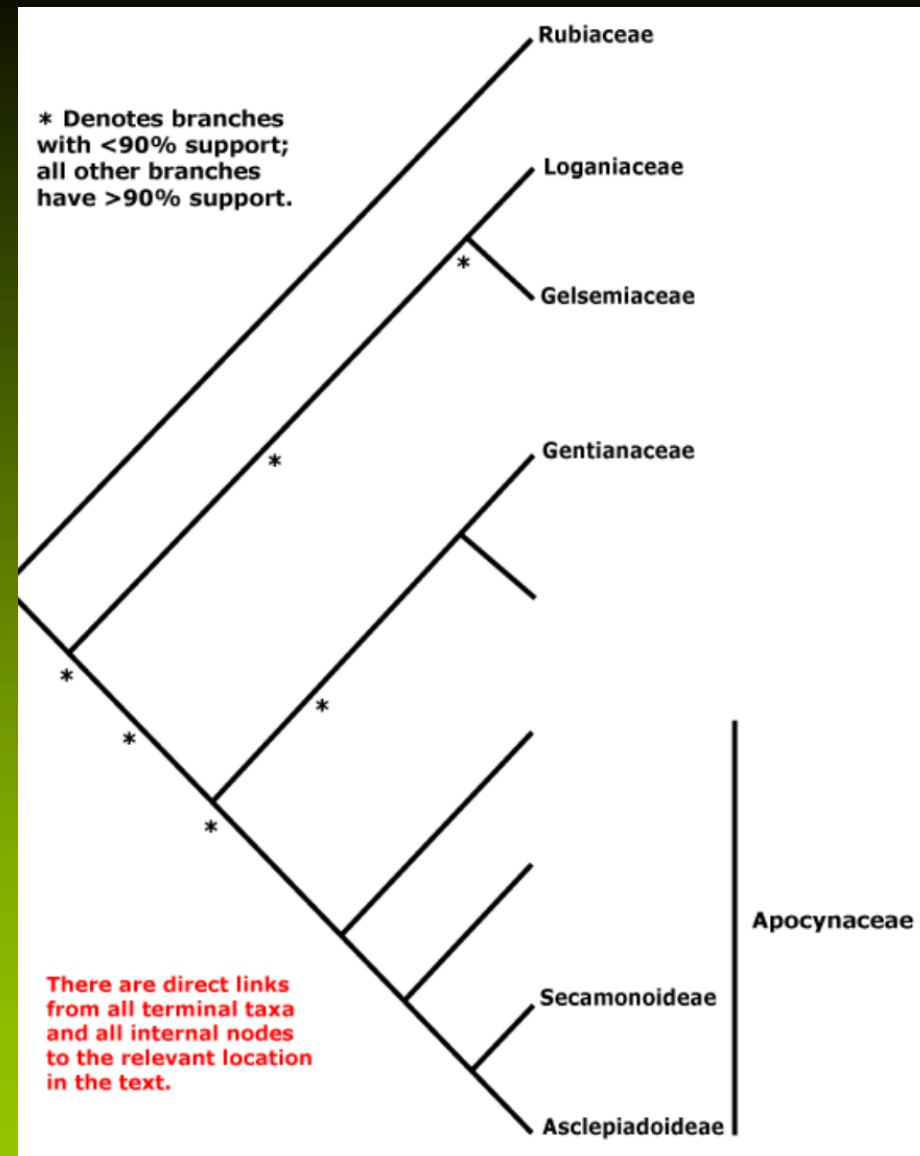 Rubiaceae
* Denotes branches
with <90% support;
all other branches
have >90% support.
Loganiaceae
*
Gelsemiaceae
*
Gentianaceae
*
*
*
*
Apocynaceae
There are direct links
from all terminal taxa
and all internal nodes
to the relevant location
in the text.
Secamonoideae
Asclepiadoideae